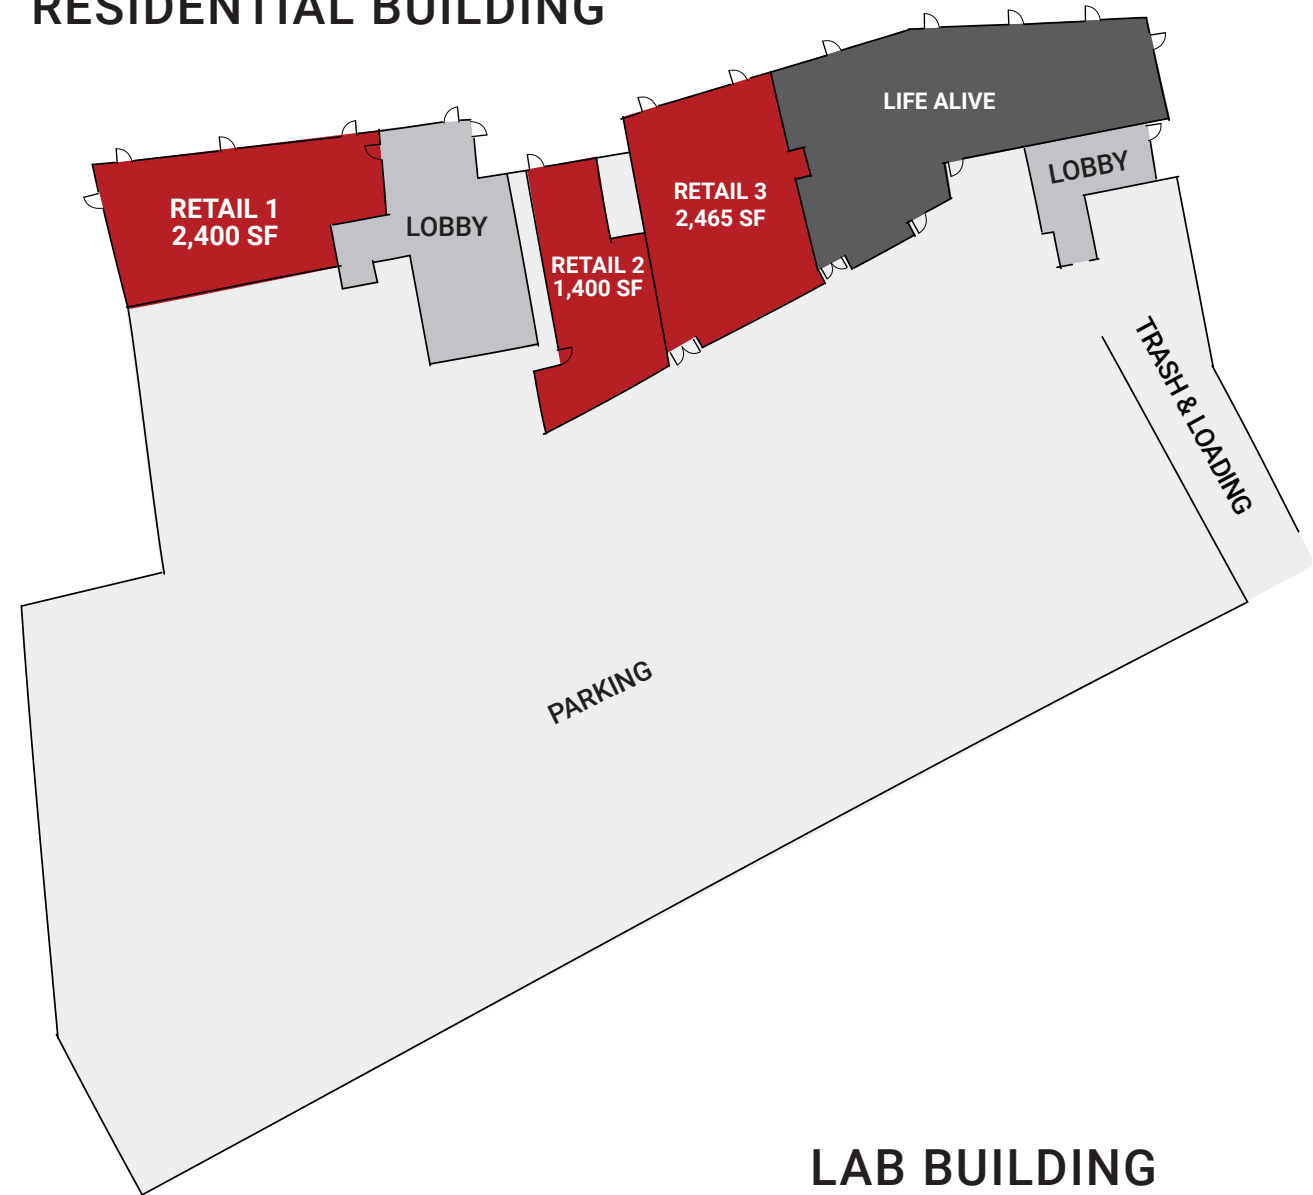 RESIDENTIAL BUILDING
LIFE ALIVE
LOBBY
RETAIL 1
2,400 SF
LOBBY
RETAIL 3
2,465 SF
RETAIL 2
1,400 SF
TRASH & LOADING
PARKING
LAB BUILDING